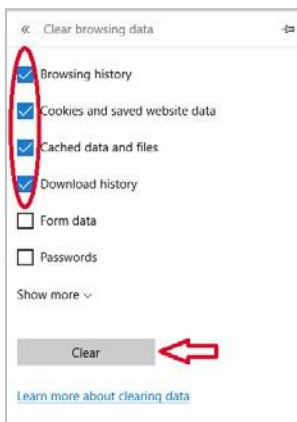 Clear browsing data
Browsing history
Cookies and saved website data
Cached data and files
Download history
Form data
Passwords
Show more
Clear
Learn more about clearing data